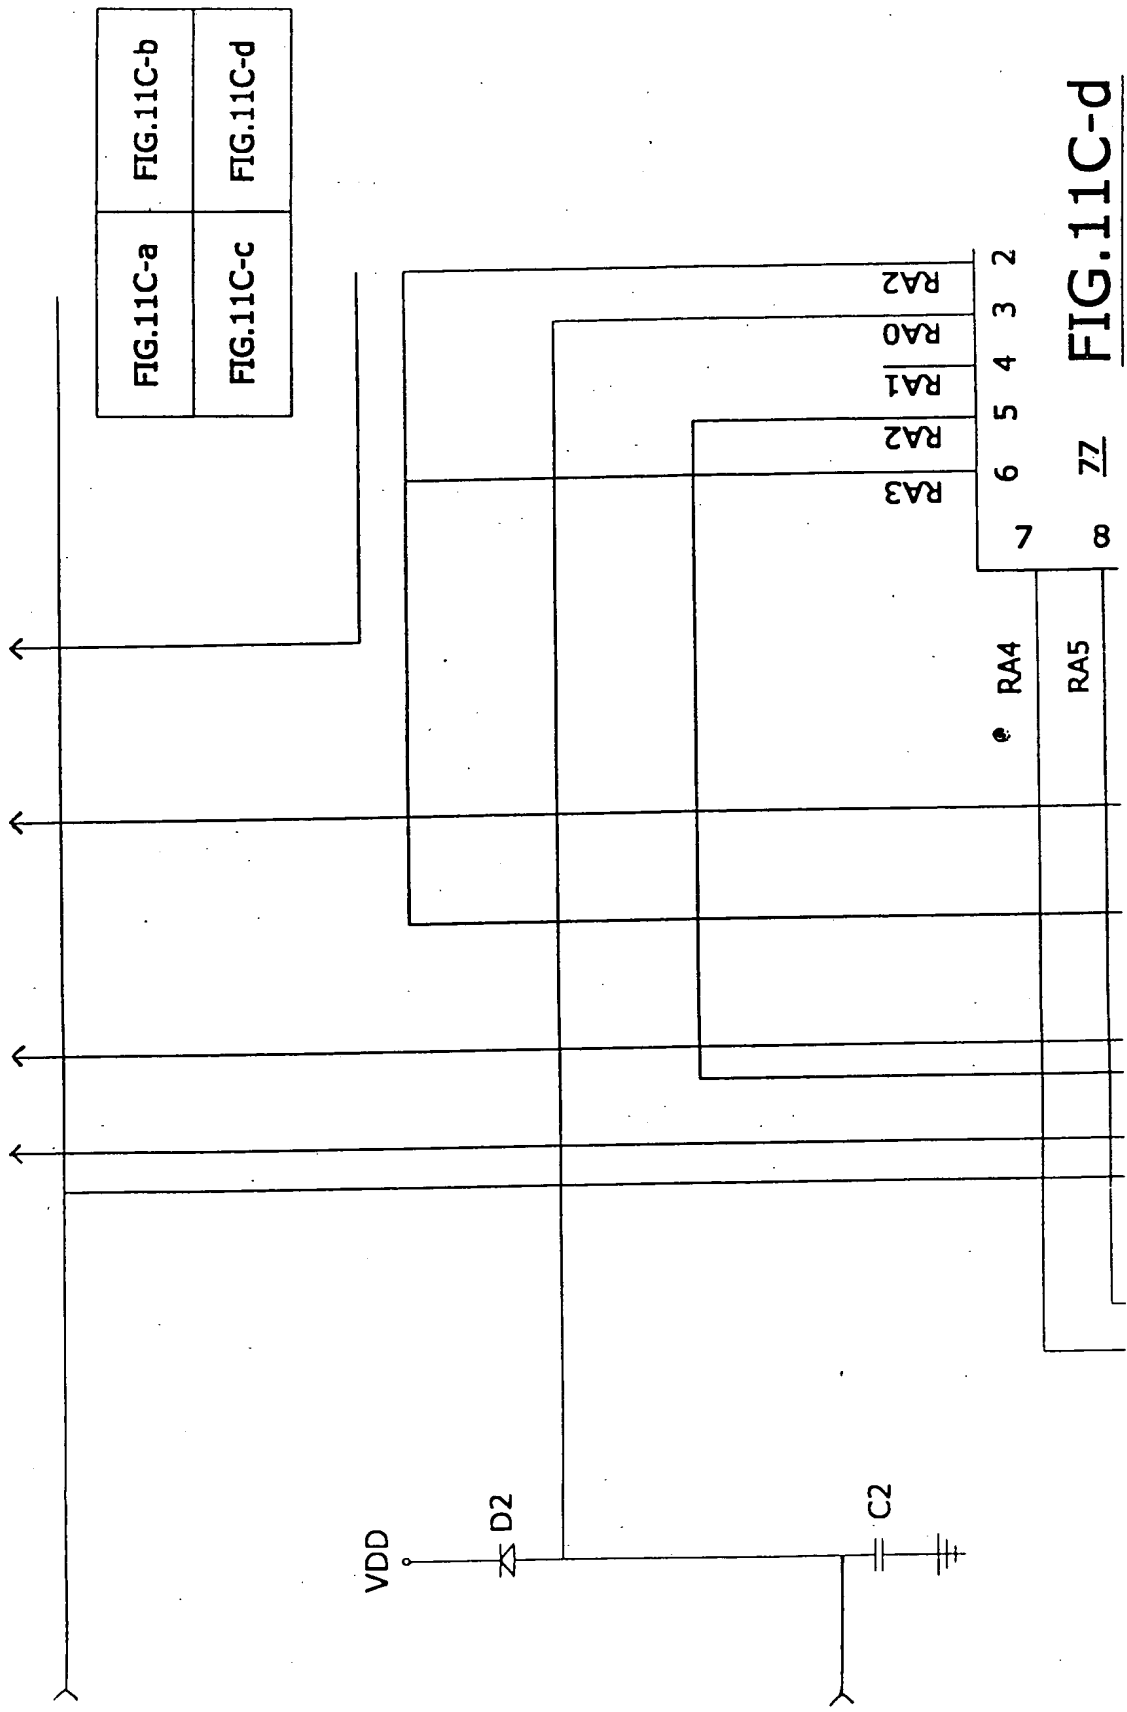 FIG.11C-a FIG.11C-b
FIG.11C-c FIG.11C-d
VDD
D2
C2
RA2
RA0
RA1
RA2
RA3
2
3
4
5
6
7
8
77
RA4
RA5
FIG.11C-d